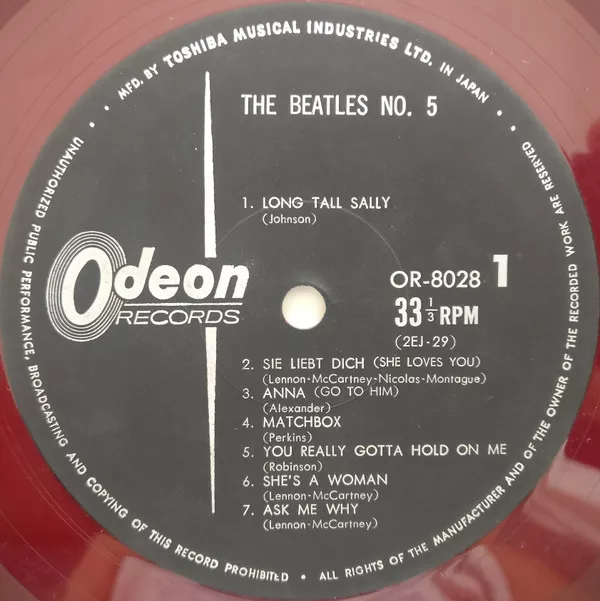 MFD. BY TOSHIBA MUSICAL INDUSTRIES LTD. IN JAPAN
THE BEATLES NO. 5
1. LONG TALL SALLY
(Johnson)
Odeon
RECORDS
OR-8028 1
33 1/3 RPM
(2EJ-29)
2. SIE LIEBT DICH (SHE LOVES YOU)
(Lennon-McCartney-Nicolas-Montague)
3. ANNA (GO TO HIM)
(Alexander)
4. MATCHBOX
(Perkins)
5. YOU REALLY GOTTA HOLD ON ME
(Robinson)
6. SHE'S A WOMAN
(Lennon-McCartney)
7. ASK ME WHY
(Lennon-McCartney)
UNAUTHORIZED PUBLIC PERFORMANCE, BROADCASTING AND COPYING OF THIS RECORD PROHIBITED • ALL RIGHTS OF THE MANUFACTURER AND OF THE OWNER OF THE RECORDED WORK ARE RESERVED